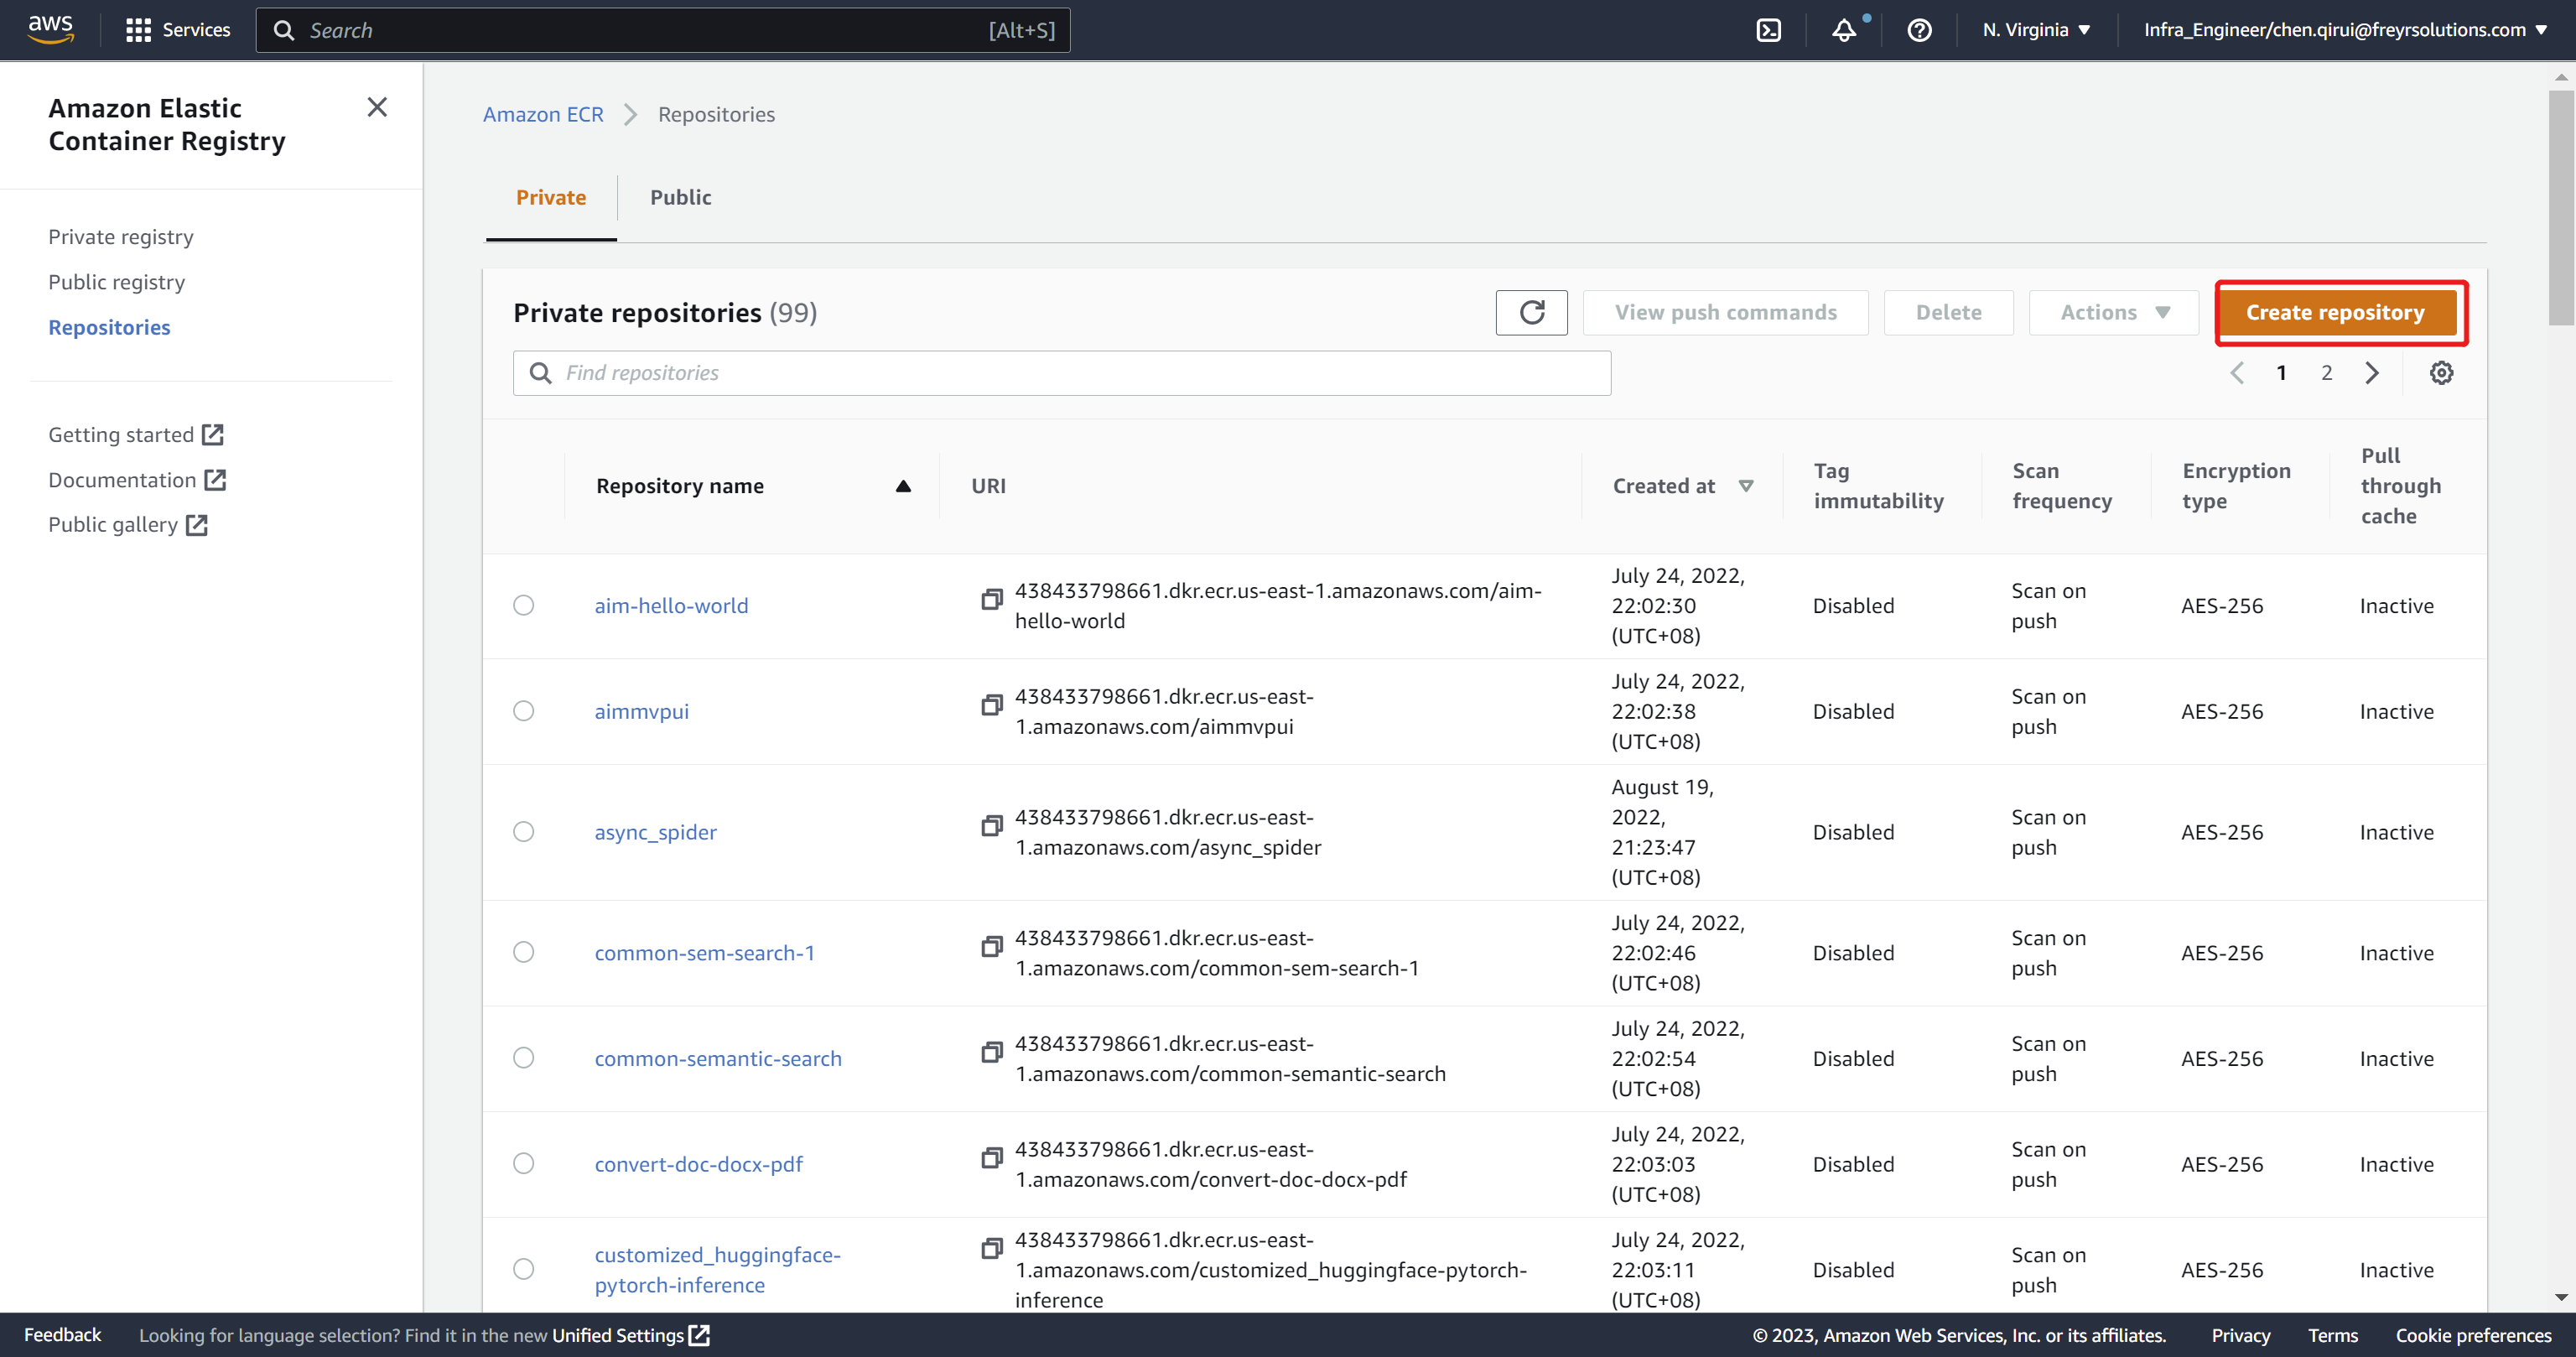 aws
Services
Search
[Alt+S]
N. Virginia
Infra_Engineer/chen.qirui@freyrsolutions.com
Amazon Elastic
Container Registry
Private registry
Public registry
Repositories
Getting started
Documentation
Public gallery
Amazon ECR
Repositories
Private
Public
Private repositories (99)
View push commands
Delete
Actions
Create repository
Find repositories
1
2
Repository name
URI
Created at
Tag
immutability
Scan
frequency
Encryption
type
Pull
through
cache
aim-hello-world
438433798661.dkr.ecr.us-east-1.amazonaws.com/aim-
hello-world
July 24, 2022,
22:02:30
(UTC+08)
Disabled
Scan on
push
AES-256
Inactive
aimmvpui
438433798661.dkr.ecr.us-east-
1.amazonaws.com/aimmvpui
July 24, 2022,
22:02:38
(UTC+08)
Disabled
Scan on
push
AES-256
Inactive
async_spider
438433798661.dkr.ecr.us-east-
1.amazonaws.com/async_spider
August 19,
2022,
21:23:47
(UTC+08)
Disabled
Scan on
push
AES-256
Inactive
common-sem-search-1
438433798661.dkr.ecr.us-east-
1.amazonaws.com/common-sem-search-1
July 24, 2022,
22:02:46
(UTC+08)
Disabled
Scan on
push
AES-256
Inactive
common-semantic-search
438433798661.dkr.ecr.us-east-
1.amazonaws.com/common-semantic-search
July 24, 2022,
22:02:54
(UTC+08)
Disabled
Scan on
push
AES-256
Inactive
convert-doc-docx-pdf
438433798661.dkr.ecr.us-east-
1.amazonaws.com/convert-doc-docx-pdf
July 24, 2022,
22:03:03
(UTC+08)
Disabled
Scan on
push
AES-256
Inactive
customized_huggingface-
pytorch-inference
438433798661.dkr.ecr.us-east-
1.amazonaws.com/customized_huggingface-pytorch-
inference
July 24, 2022,
22:03:11
(UTC+08)
Disabled
Scan on
push
AES-256
Inactive
Feedback
Looking for language selection? Find it in the new Unified Settings
© 2023, Amazon Web Services, Inc. or its affiliates.
Privacy
Terms
Cookie preferences